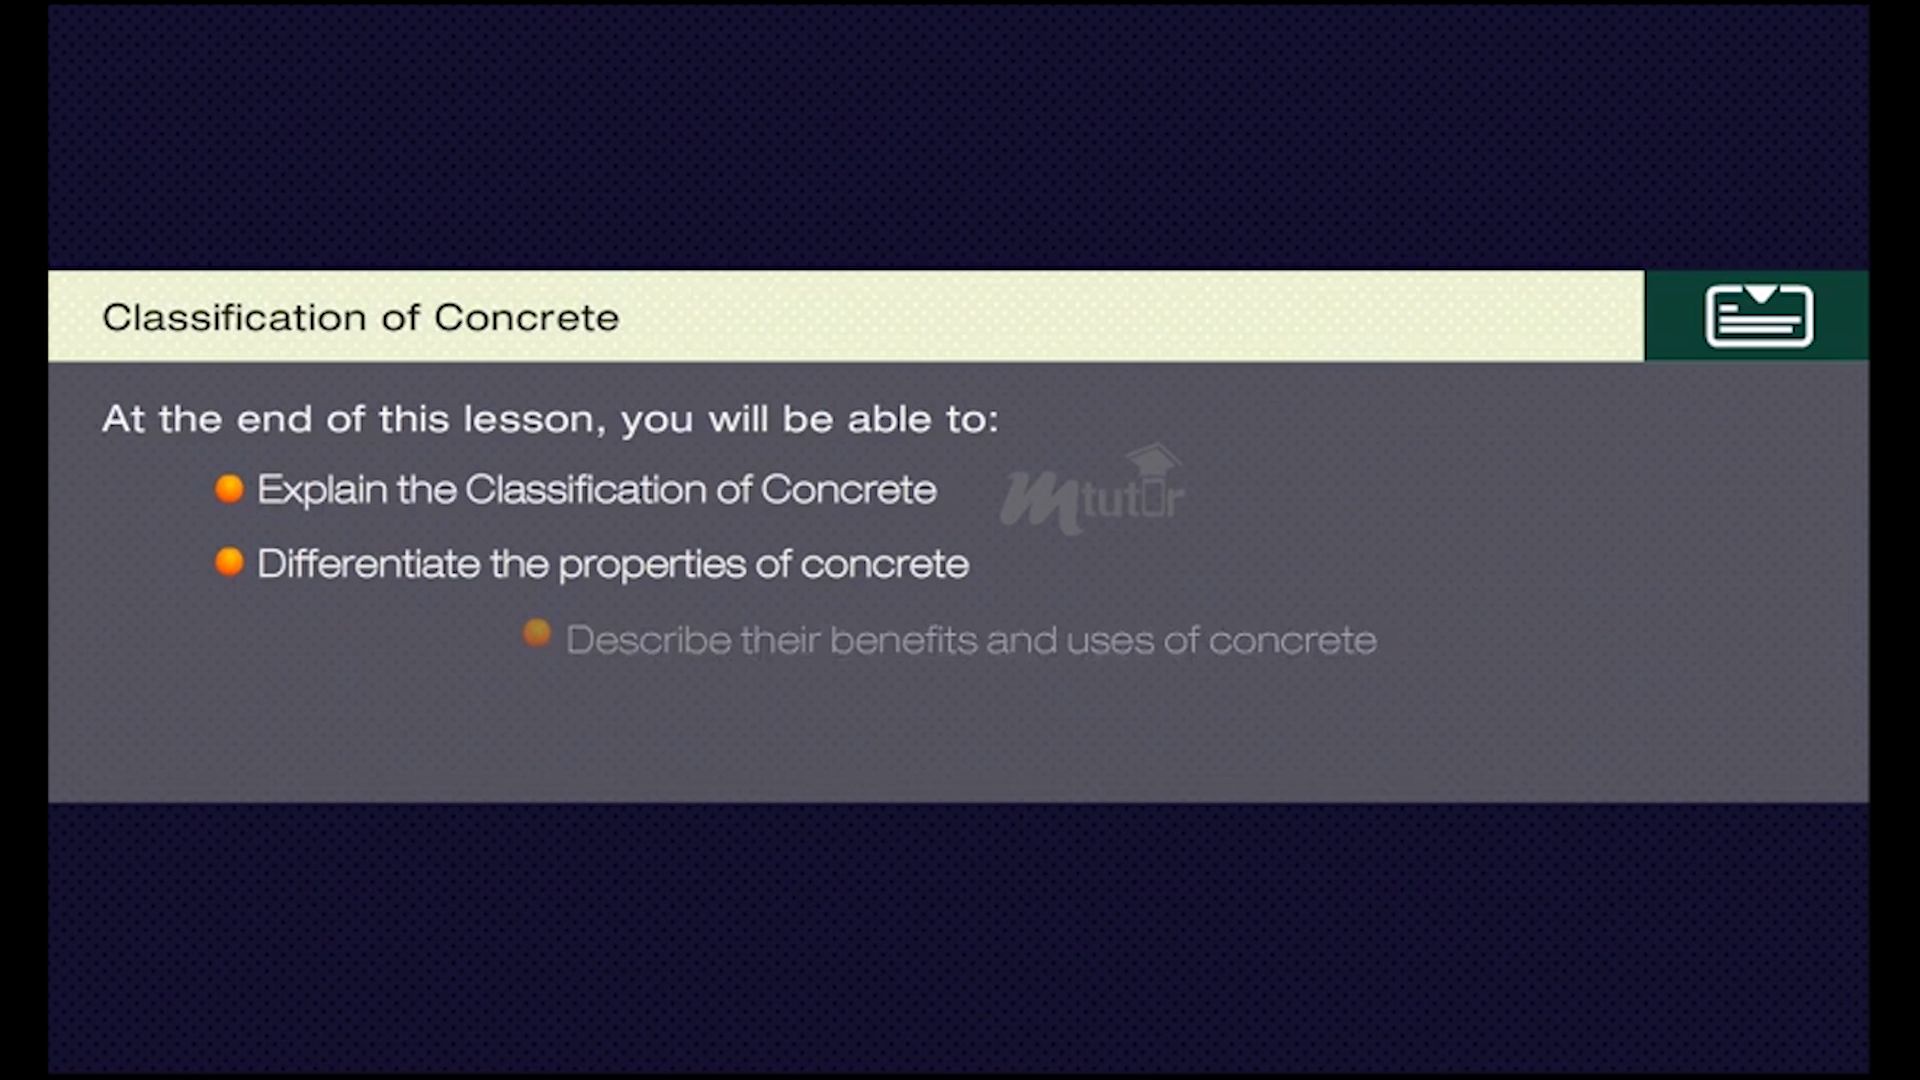 Classification of Concrete
At the end of this lesson, you will be able to:
Explain the Classification of Concrete
mtutor
Differentiate the properties of concrete
Describe their benefits and uses of concrete